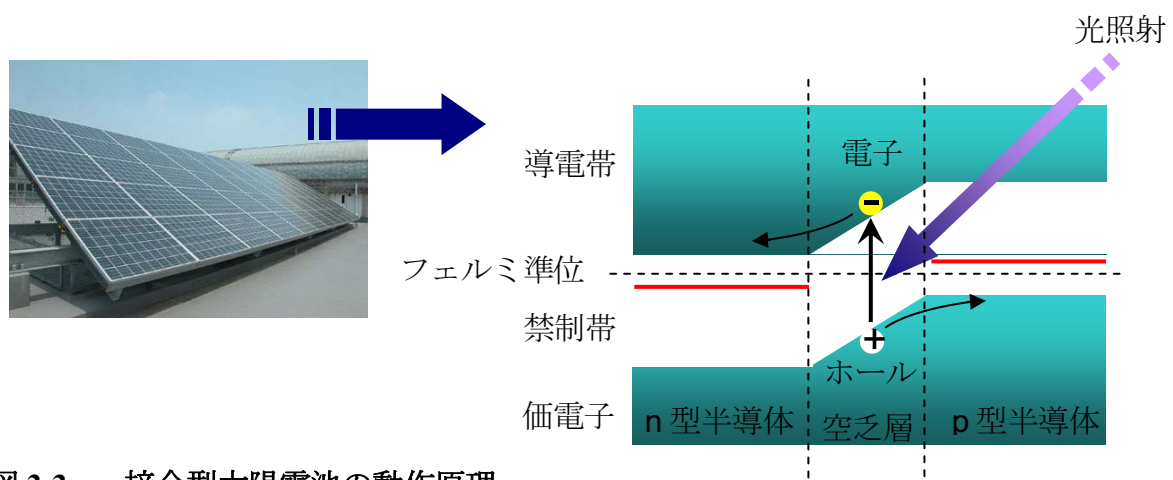 光照射
導電帯
電子
フェルミ準位
禁制帯
ホール
価電子
n 型半導体
空乏層
p 型半導体